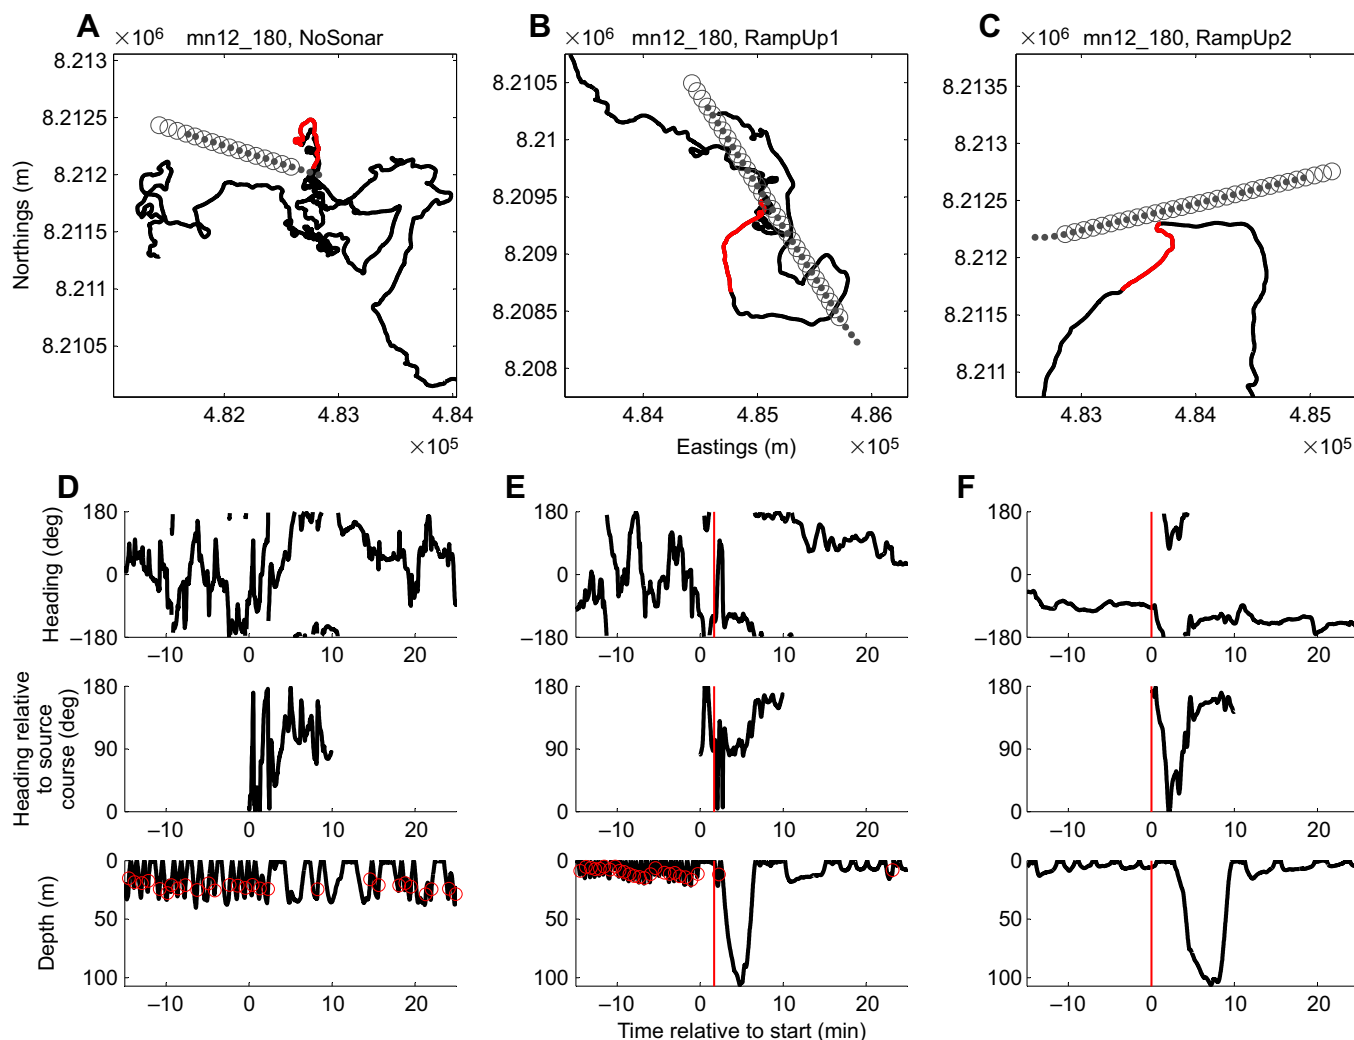 A
×10⁶ mn12_180, NoSonar
8.213
8.2125
8.212
8.2115
8.211
8.2105
Northings (m)
4.82 4.83 4.84
×10⁵
B
×10⁶ mn12_180, RampUp1
8.2105
8.21
8.2095
8.209
8.2085
8.208
4.84 4.85 4.86
Eastings (m)
×10⁵
C
×10⁶ mn12_180, RampUp2
8.2135
8.213
8.2125
8.212
8.2115
8.211
4.83 4.84 4.85
×10⁵
D
Heading (deg)
180
0
–180
–10 0 10 20
Heading relative
to source
course (deg)
180
90
0
–10 0 10 20
Depth (m)
0
50
100
–10 0 10 20
E
180
0
–180
–10 0 10 20
180
90
0
–10 0 10 20
0
50
100
–10 0 10 20
Time relative to start (min)
F
180
0
–180
–10 0 10 20
180
90
0
–10 0 10 20
0
50
100
–10 0 10 20